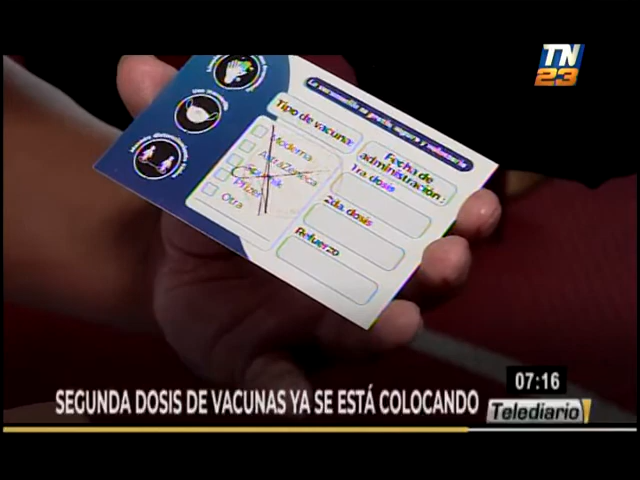 TN
23
La vacunación es gratis, segura y voluntaria
Tipo de vacuna:
Moderna
AstraZeneca
Sputnik
Pfizer
Otra
Fecha de
administración:
1ra. dosis
2da. dosis
Refuerzo
SEGUNDA DOSIS DE VACUNAS YA SE ESTÁ COLOCANDO
07:16
Telediario